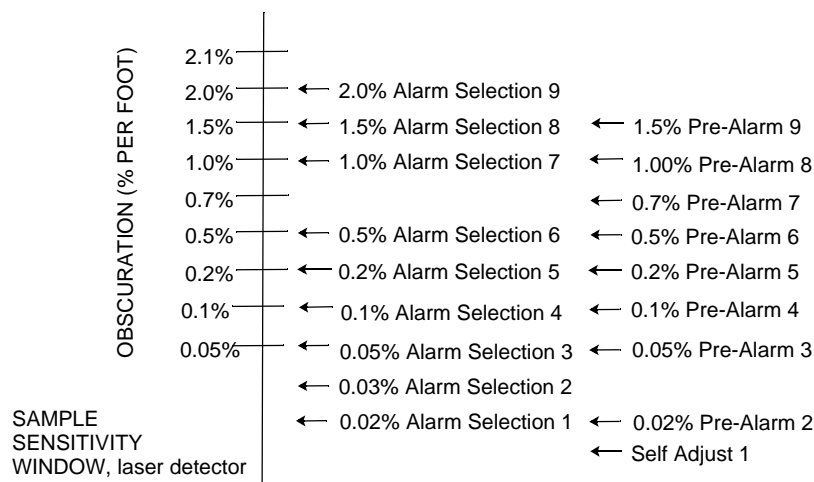 OBSCURATION (% PER FOOT)
2.1%
2.0%
2.0% Alarm Selection 9
1.5%
1.5% Alarm Selection 8
1.5% Pre-Alarm 9
1.0%
1.0% Alarm Selection 7
1.00% Pre-Alarm 8
0.7%
0.7% Pre-Alarm 7
0.5%
0.5% Alarm Selection 6
0.5% Pre-Alarm 6
0.2%
0.2% Alarm Selection 5
0.2% Pre-Alarm 5
0.1%
0.1% Alarm Selection 4
0.1% Pre-Alarm 4
0.05%
0.05% Alarm Selection 3
0.05% Pre-Alarm 3
0.03% Alarm Selection 2
0.02% Alarm Selection 1
0.02% Pre-Alarm 2
Self Adjust 1
SAMPLE
SENSITIVITY
WINDOW, laser detector